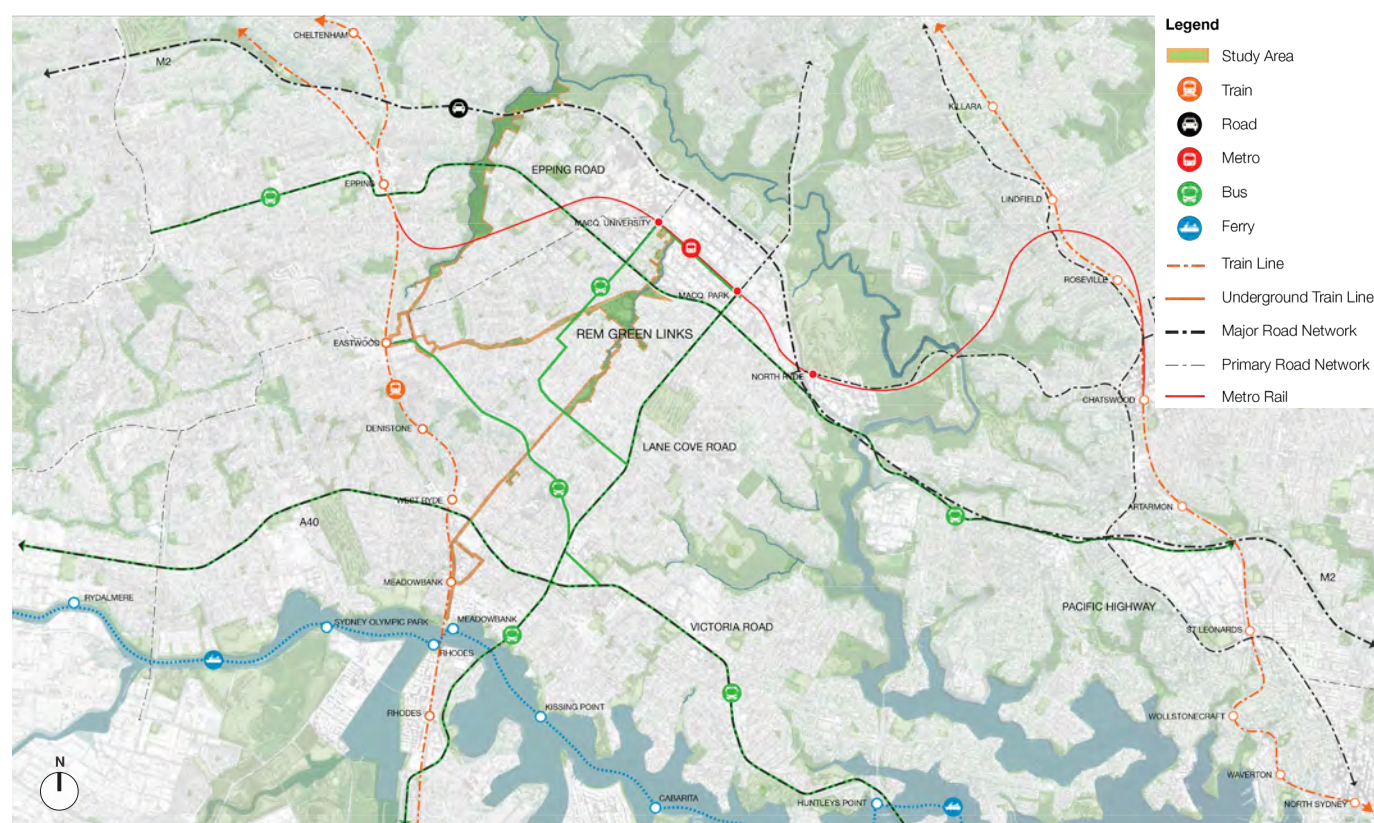 CHELTENHAM
M2
KILLARA
EPPING ROAD
EPPING
LINDFIELD
MACQ. UNIVERSITY
ROSEVILLE
MACQ. PARK
REM GREEN LINKS
EASTWOOD
NORTH RYDE
CHATSWOOD
DENISTONE
LANE COVE ROAD
WEST RYDE
ARTARMON
A40
M2
MEADOWBANK
RYDALMERE
PACIFIC HIGHWAY
SYDNEY OLYMPIC PARK
MEADOWBANK
VICTORIA ROAD
ST LEONARDS
RHODES
KISSING POINT
RHODES
WOLLSTONECRAFT
N
WAVERTON
CABARITA
HUNTLEYS POINT
NORTH SYDNEY
Legend
Study Area
Train
Road
Metro
Bus
Ferry
Train Line
Underground Train Line
Major Road Network
Primary Road Network
Metro Rail